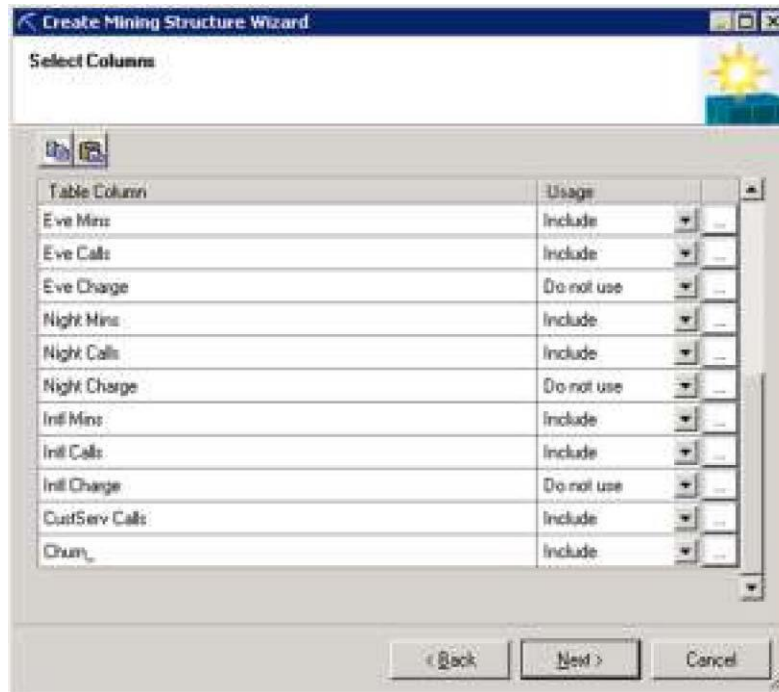 Create Mining Structure Wizard
Select Columns
Table Column Usage
Eve Mins Include ...
Eve Calls Include ...
Eve Charge Do not use ...
Night Mins Include ...
Night Calls Include ...
Night Charge Do not use ...
Intl Mins Include ...
Intl Calls Include ...
Intl Charge Do not use ...
CustServ Calls Include ...
Churn_ Include ...
< Back Next > Cancel